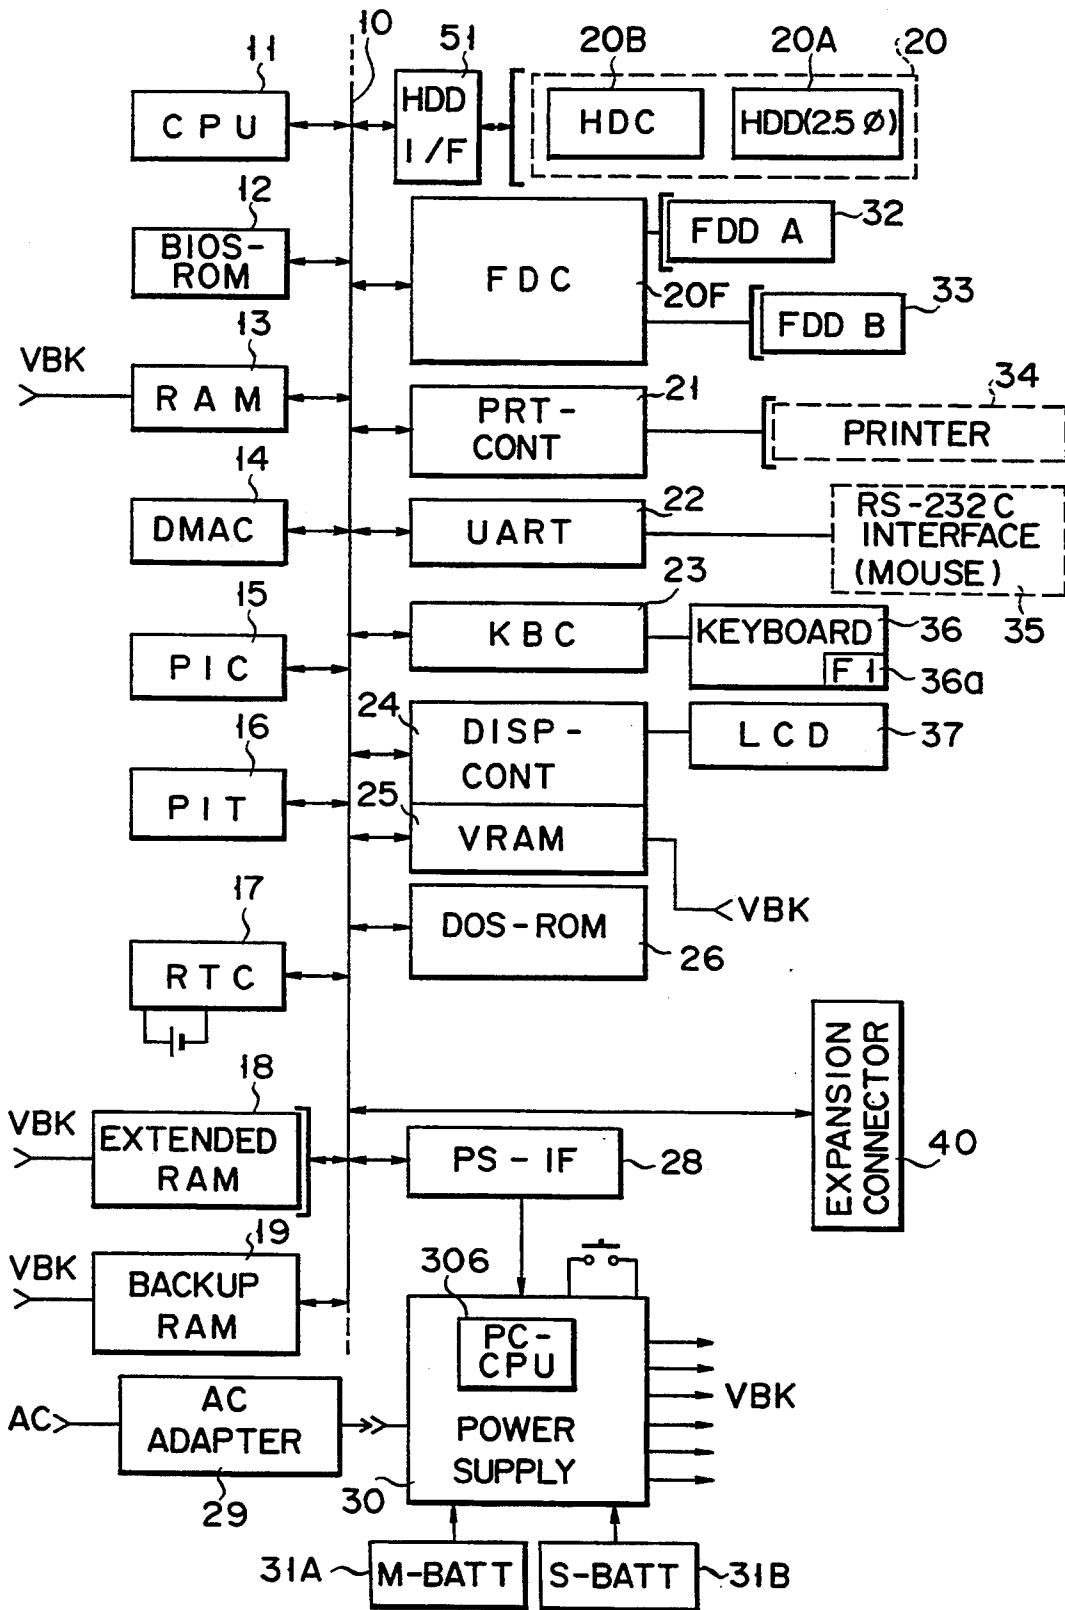 10
11
51
20B
20A
20
CPU
HDD
I/F
HDC
HDD(2.5 Ø)
12
BIOS-
ROM
FDC
20F
FDD A
32
FDD B
33
VBK
13
RAM
PRT-
CONT
21
PRINTER
34
14
DMAC
UART
22
RS-232C
INTERFACE
(MOUSE)
35
15
PIC
KBC
23
KEYBOARD
36
F1
36a
16
PIT
24
DISP-
CONT
LCD
37
25
VRAM
VBK
17
RTC
DOS-ROM
26
18
VBK
EXTENDED
RAM
PS-IF
28
EXPANSION
CONNECTOR
40
19
VBK
BACKUP
RAM
306
PC-
CPU
VBK
AC
AC
ADAPTER
29
POWER
SUPPLY
30
31A
M-BATT
S-BATT
31B